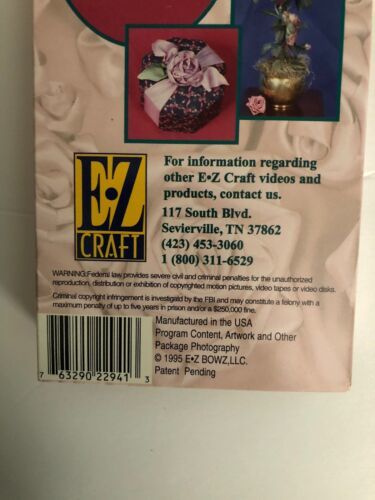 E•Z
CRAFT
For information regarding
other E•Z Craft videos and
products, contact us.
117 South Blvd.
Sevierville, TN 37862
(423) 453-3060
1 (800) 311-6529
WARNING:Federal law provides severe civil and criminal penalties for the unauthorized
reproduction, distribution or exhibition of copyrighted motion pictures, video tapes or video disks.
Criminal copyright infringement is investigated by the FBI and may constitute a felony with a
maximum penalty of up to five years in prison and/or a $250,000 fine.
Manufactured in the USA
Program Content, Artwork and Other
Package Photography
© 1995 E•Z BOWZ,LLC.
Patent Pending
7 63290 22941 3